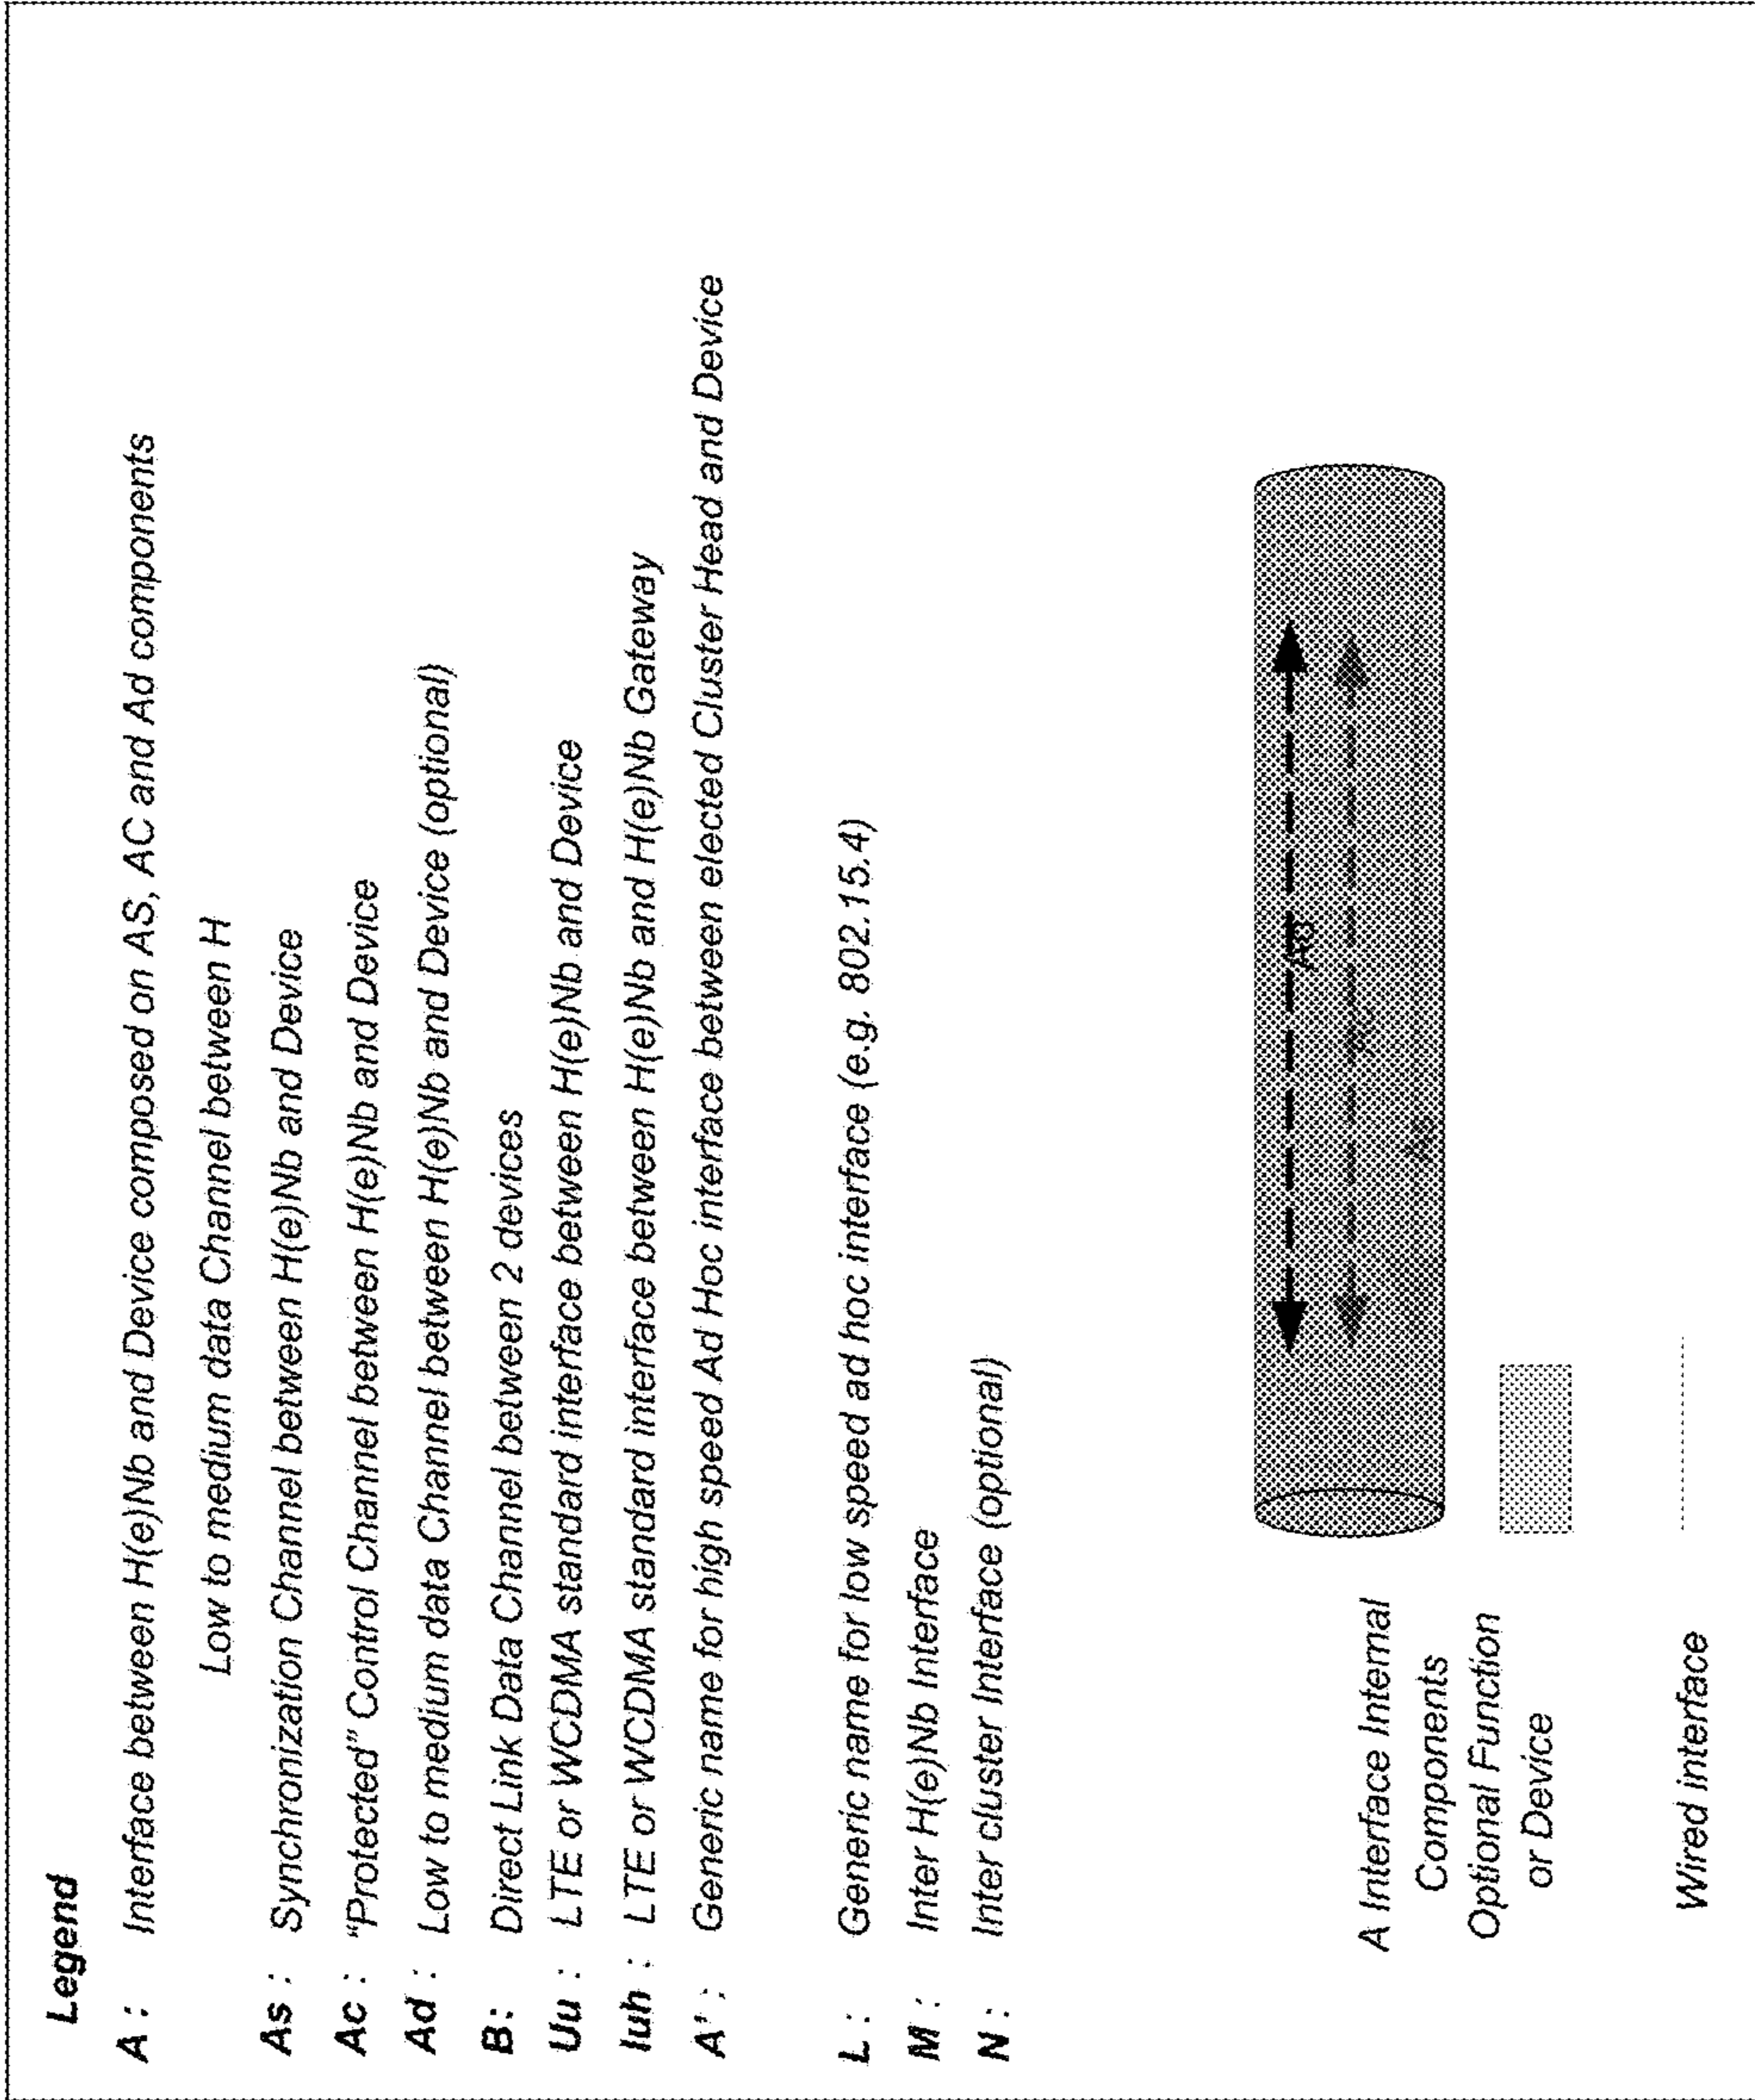 Legend
A : Interface between H(e)Nb and Device composed on AS, AC and Ad components
Low to medium data Channel between H
As : Synchronization Channel between H(e)Nb and Device
Ac : “Protected” Control Channel between H(e)Nb and Device
Ad : Low to medium data Channel between H(e)Nb and Device (optional)
B: Direct Link Data Channel between 2 devices
Uu : LTE or WCDMA standard interface between H(e)Nb and Device
Iuh : LTE or WCDMA standard interface between H(e)Nb and H(e)Nb Gateway
A' : Generic name for high speed Ad Hoc interface between elected Cluster Head and Device
L : Generic name for low speed ad hoc interface (e.g. 802.15.4)
M : Inter H(e)Nb Interface
N : Inter cluster Interface (optional)
A Interface Internal
Components
Ad
Ac
As
Optional Function
or Device
Wired interface